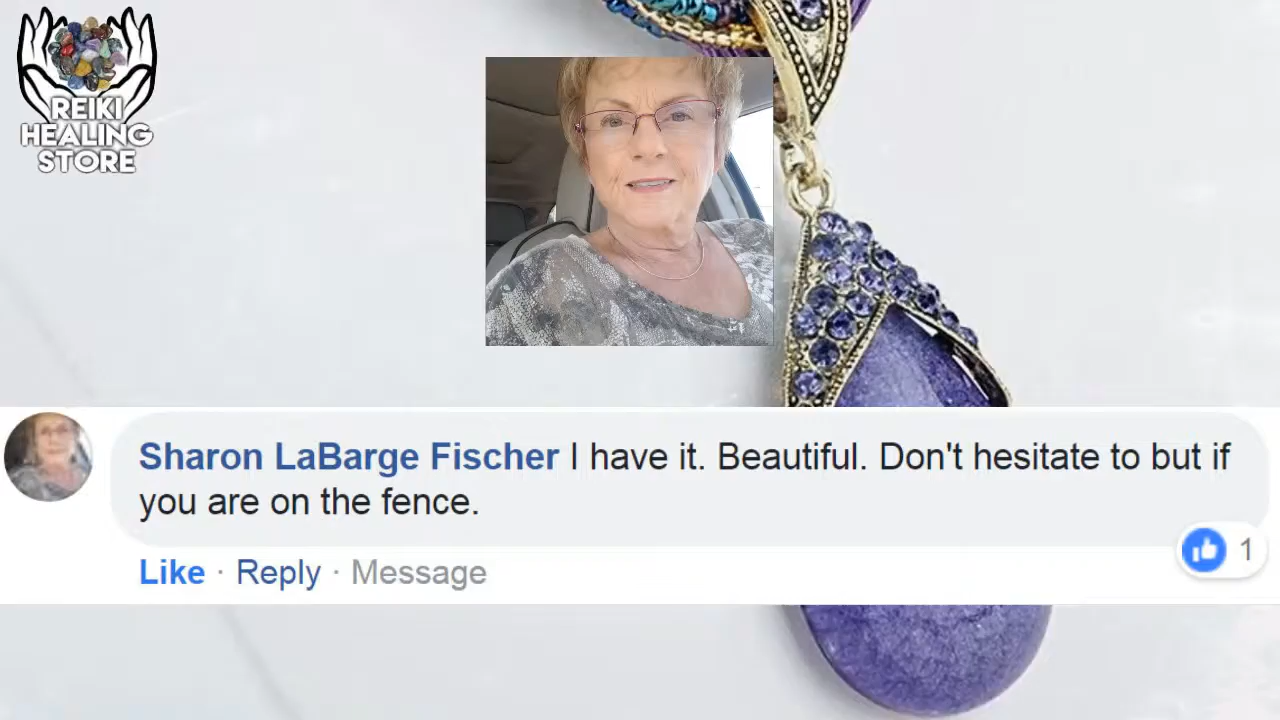 REIKI
HEALING
STORE
Sharon LaBarge Fischer I have it. Beautiful. Don't hesitate to but if
you are on the fence.
Like · Reply · Message
1